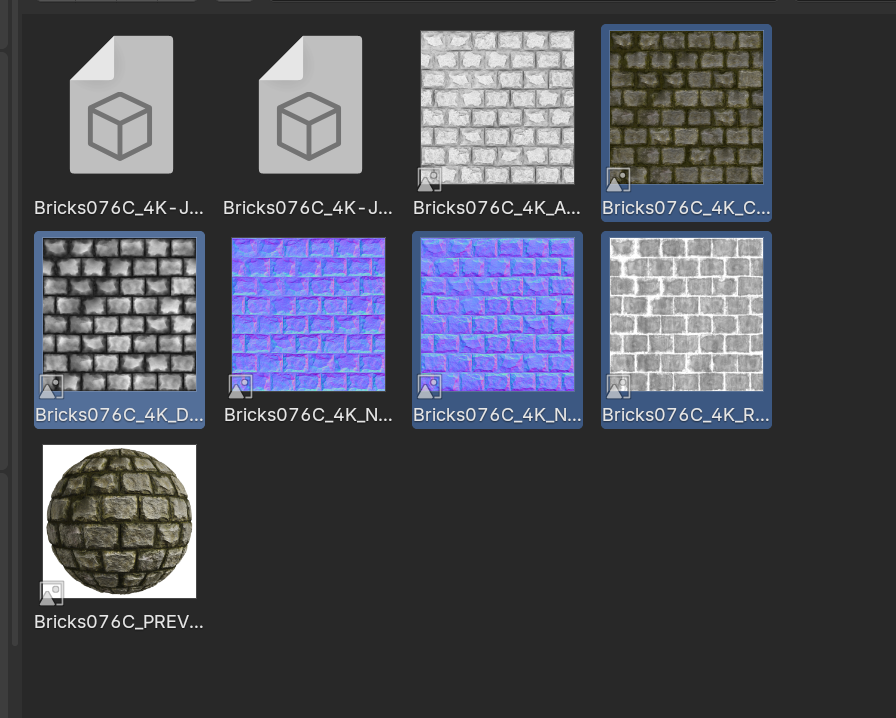 Bricks076C_4K-J...
Bricks076C_4K-J...
Bricks076C_4K_A...
Bricks076C_4K_C...
Bricks076C_4K_D...
Bricks076C_4K_N...
Bricks076C_4K_N...
Bricks076C_4K_R...
Bricks076C_PREV...